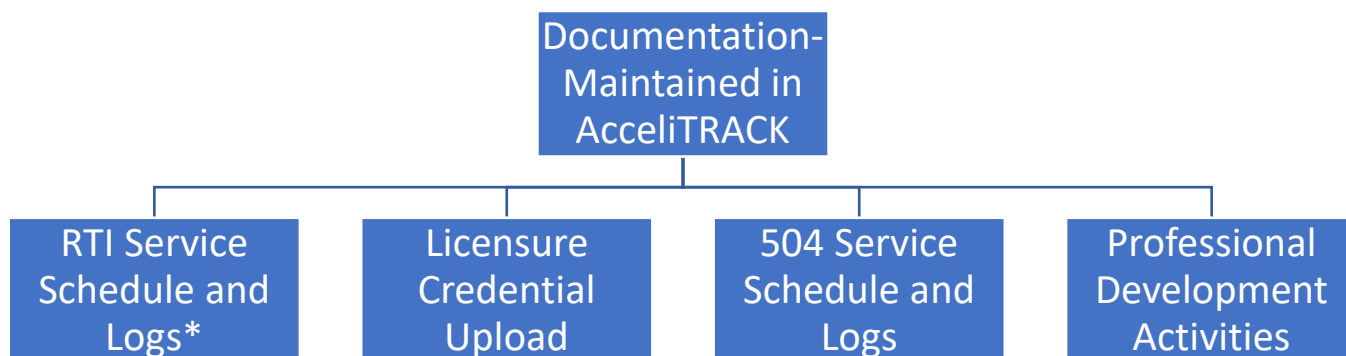 Documentation-
Maintained in
AcceliTRACK
RTI Service
Schedule and
Logs*
Licensure
Credential
Upload
504 Service
Schedule and
Logs
Professional
Development
Activities